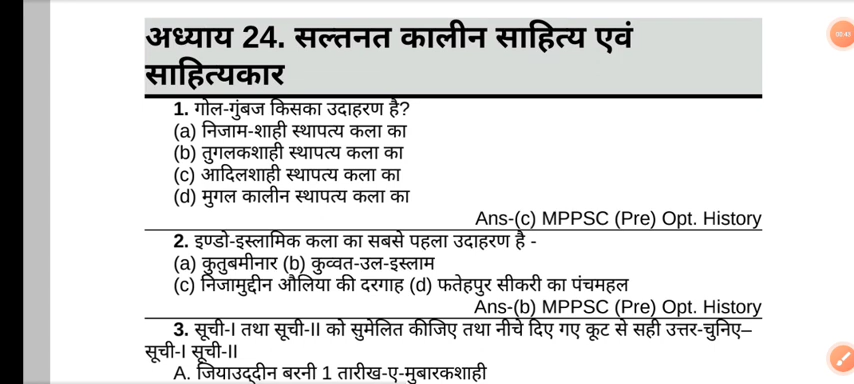 अध्याय 24. सल्तनत कालीन साहित्य एवं
साहित्यकार
1. गोल-गुंबज किसका उदाहरण है?
(a) निजाम-शाही स्थापत्य कला का
(b) तुगलकशाही स्थापत्य कला का
(c) आदिलशाही स्थापत्य कला का
(d) मुगल कालीन स्थापत्य कला का
Ans-(c) MPPSC (Pre) Opt. History
2. इण्डो-इस्लामिक कला का सबसे पहला उदाहरण है -
(a) कुतुबमीनार (b) कुव्वत-उल-इस्लाम
(c) निजामुद्दीन औलिया की दरगाह (d) फतेहपुर सीकरी का पंचमहल
Ans-(b) MPPSC (Pre) Opt. History
3. सूची-I तथा सूची-II को सुमेलित कीजिए तथा नीचे दिए गए कूट से सही उत्तर-चुनिए–
सूची-I सूची-II
A. जियाउद्दीन बरनी 1 तारीख-ए-मुबारकशाही